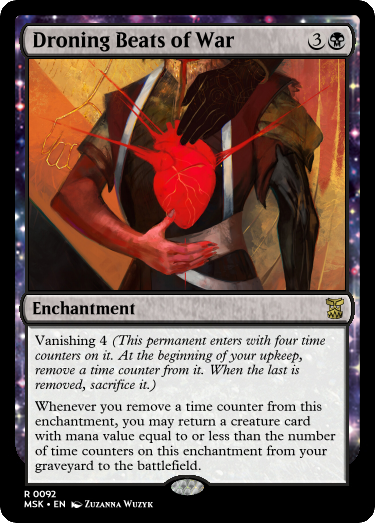 Droning Beats of War 3
Enchantment
Vanishing 4 (This permanent enters with four time
counters on it. At the beginning of your upkeep,
remove a time counter from it. When the last is
removed, sacrifice it.)
Whenever you remove a time counter from this
enchantment, you may return a creature card
with mana value equal to or less than the number
of time counters on this enchantment from your
graveyard to the battlefield.
R 0092
MSK • EN Zuzanna Wuzyk